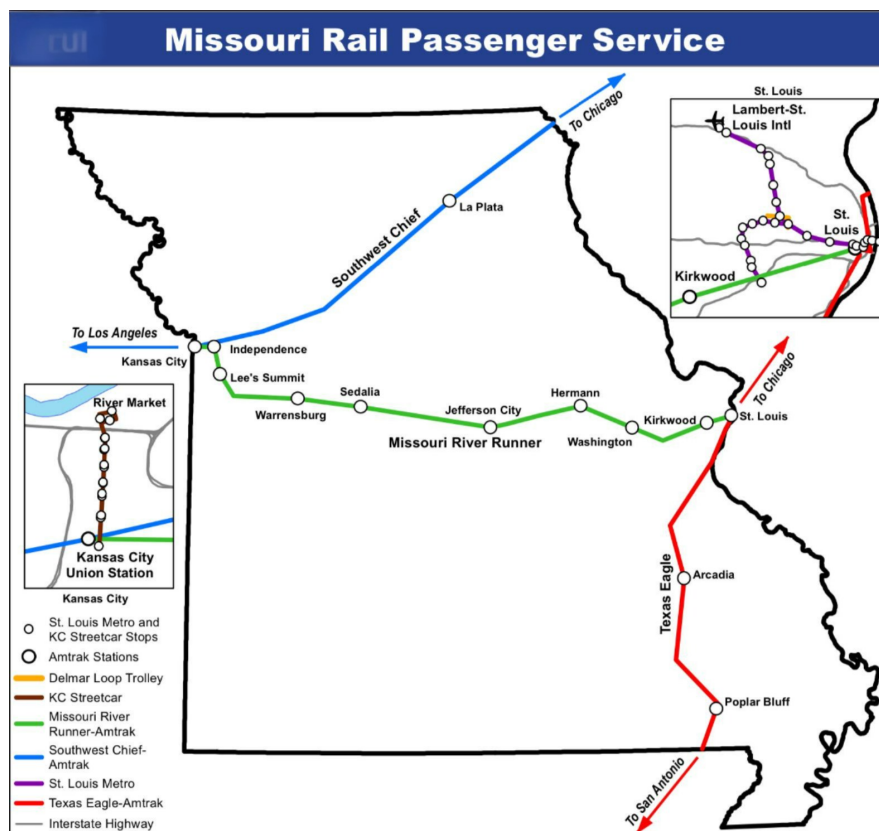 Missouri Rail Passenger Service
To Chicago
St. Louis
Lambert-St.
Louis Intl
St.
Louis
Kirkwood
La Plata
Southwest Chief
To Los Angeles
Kansas City
Independence
Lee's Summit
Warrensburg
Sedalia
Jefferson City
Missouri River Runner
Hermann
Washington
Kirkwood
St. Louis
To Chicago
River Market
Kansas City
Union Station
Kansas City
Texas Eagle
Arcadia
Poplar Bluff
To San Antonio
St. Louis Metro and
KC Streetcar Stops
Amtrak Stations
Delmar Loop Trolley
KC Streetcar
Missouri River
Runner-Amtrak
Southwest Chief-
Amtrak
St. Louis Metro
Texas Eagle-Amtrak
Interstate Highway